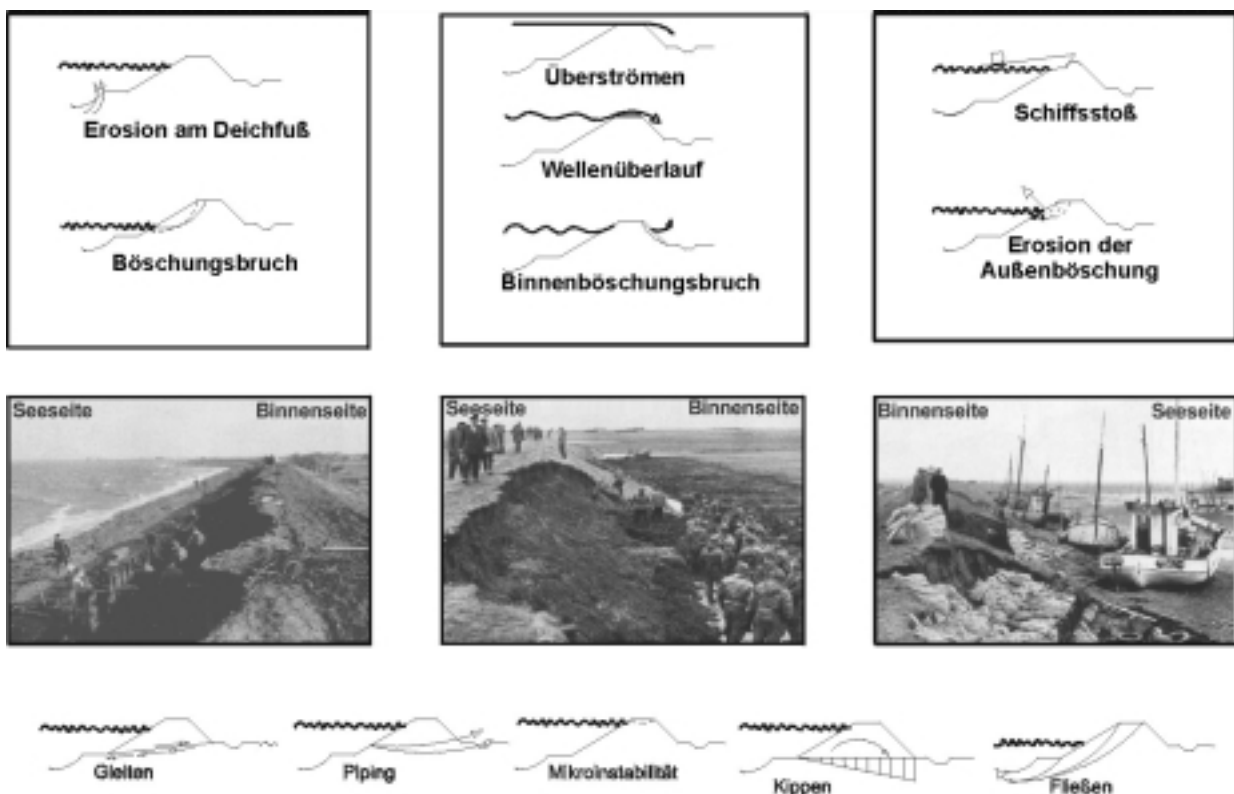 Erosion am Deichfuß
Böschungsbruch
Überströmen
Wellenüberlauf
Binnenböschungsbruch
Schiffsstoß
Erosion der
Außenböschung
Seeseite Binnenseite
Seeseite Binnenseite
Binnenseite Seeseite
Gleiten
Piping
Mikroinstabilität
Kippen
Fließen